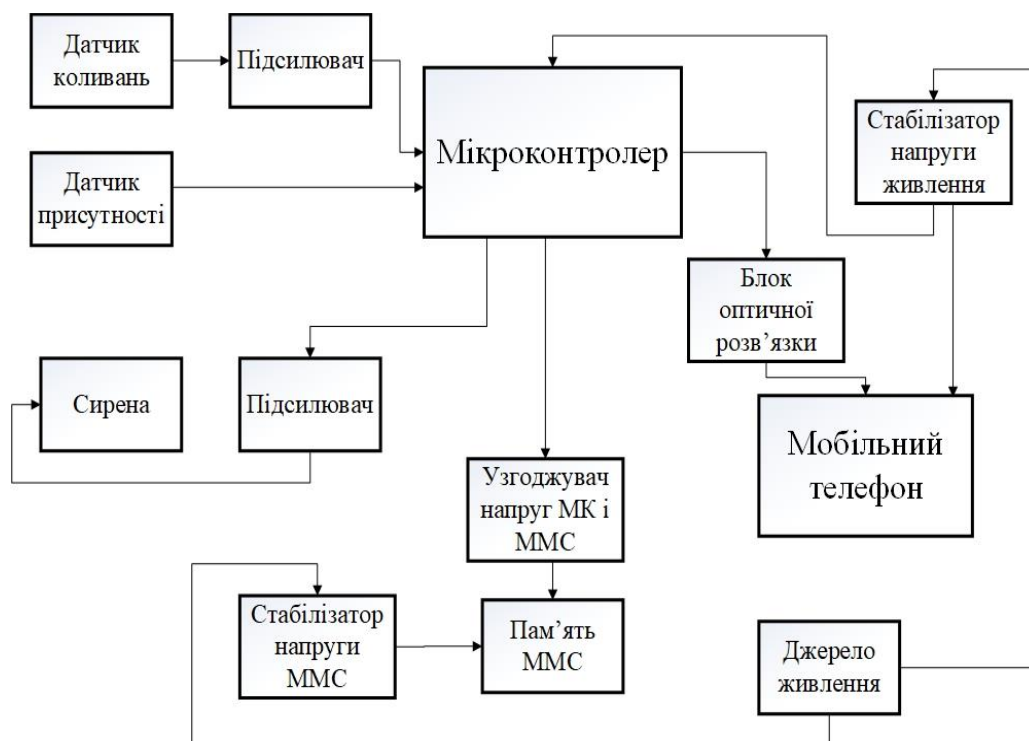 Датчик
коливань
Підсилювач
Мікроконтролер
Стабілізатор
напруги
живлення
Датчик
присутності
Блок
оптичної
розв’язки
Сирена
Підсилювач
Мобільний
телефон
Узгоджувач
напруг МК і
ММС
Стабілізатор
напруги
ММС
Пам’ять
ММС
Джерело
живлення